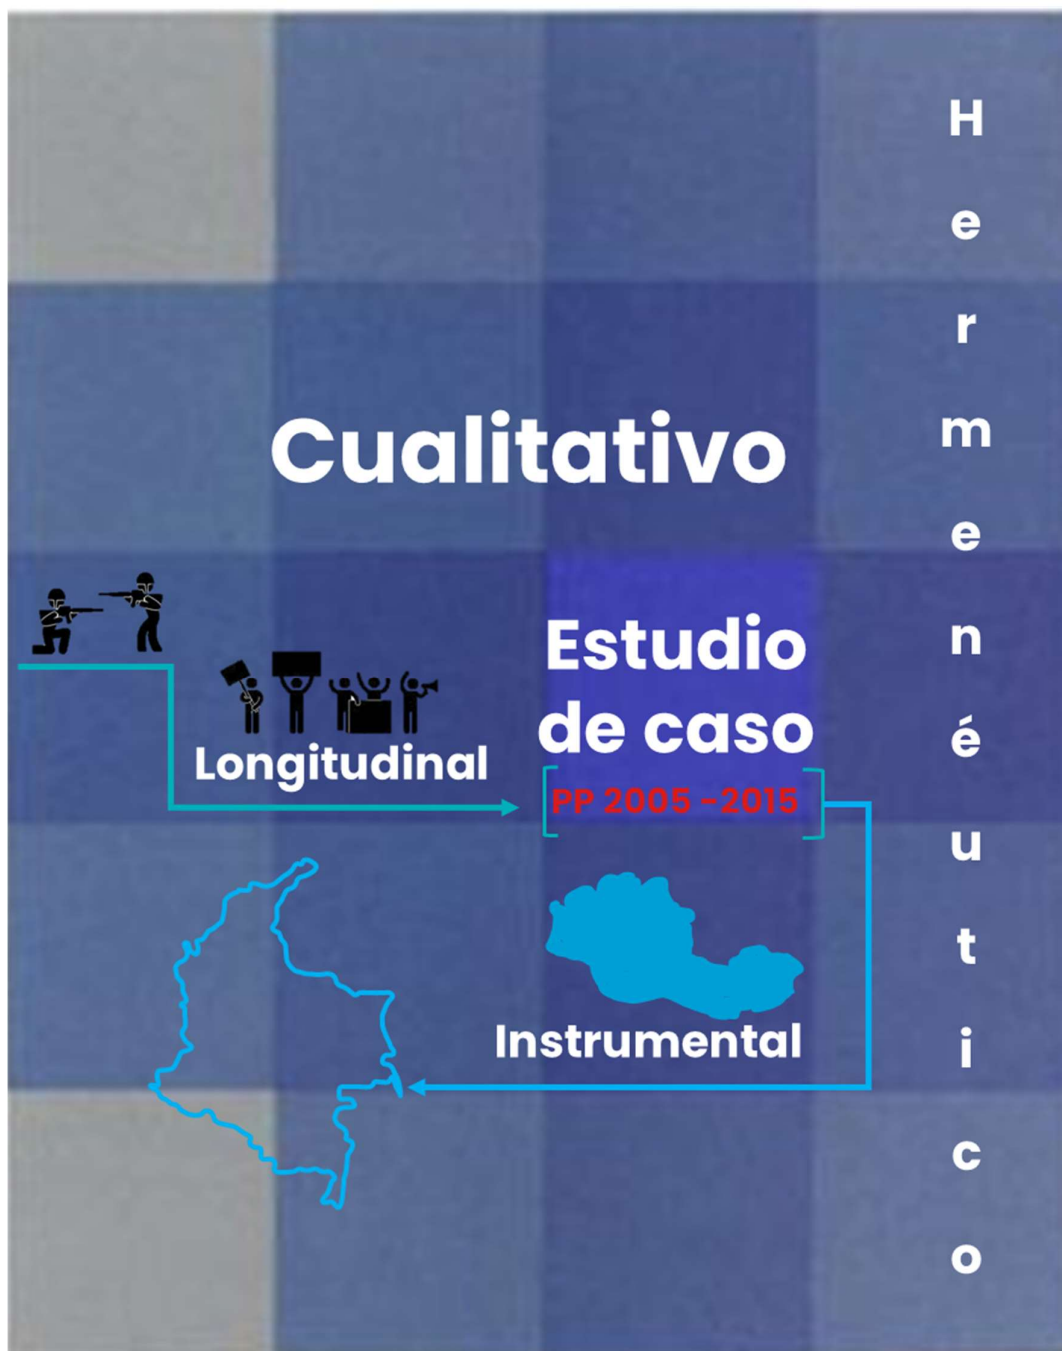 Cualitativo
Estudio
de caso
PP 2005 -2015
Longitudinal
Instrumental
Hermenéutico